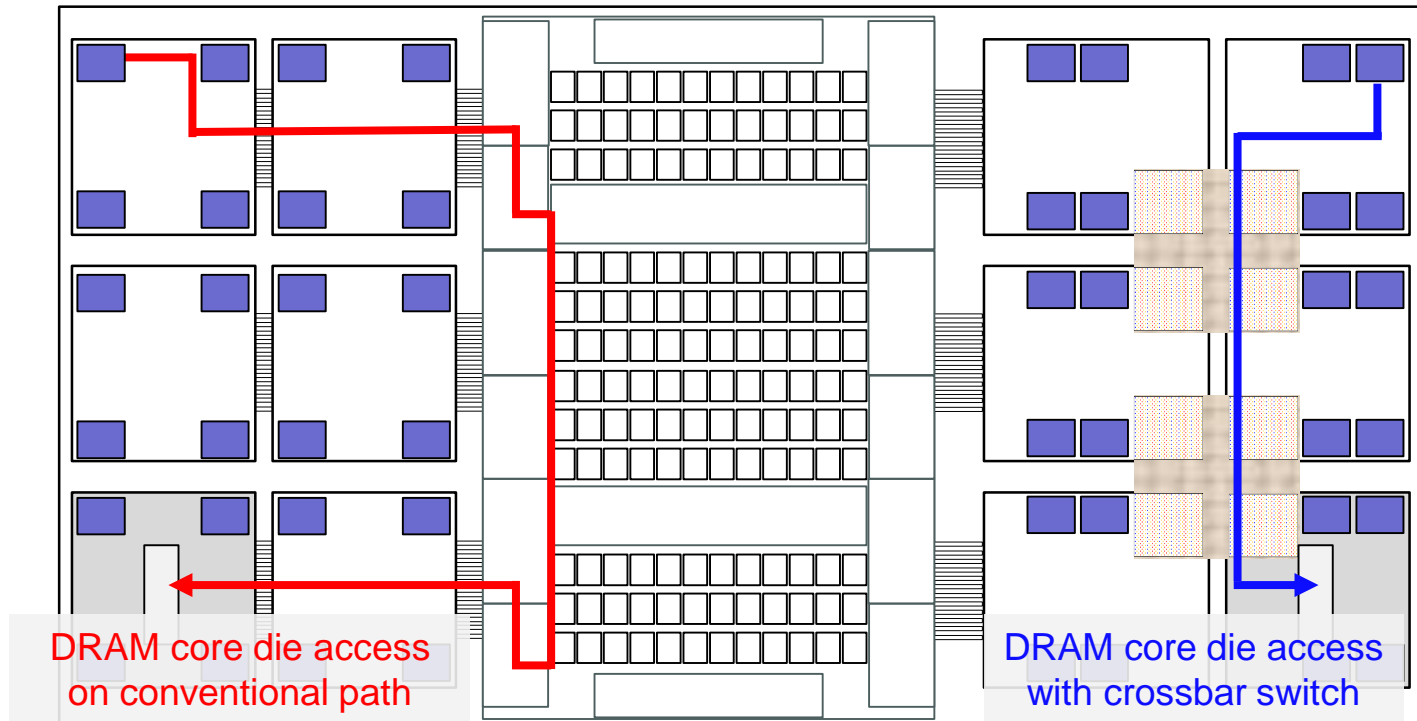 DRAM core die access
on conventional path
DRAM core die access
with crossbar switch